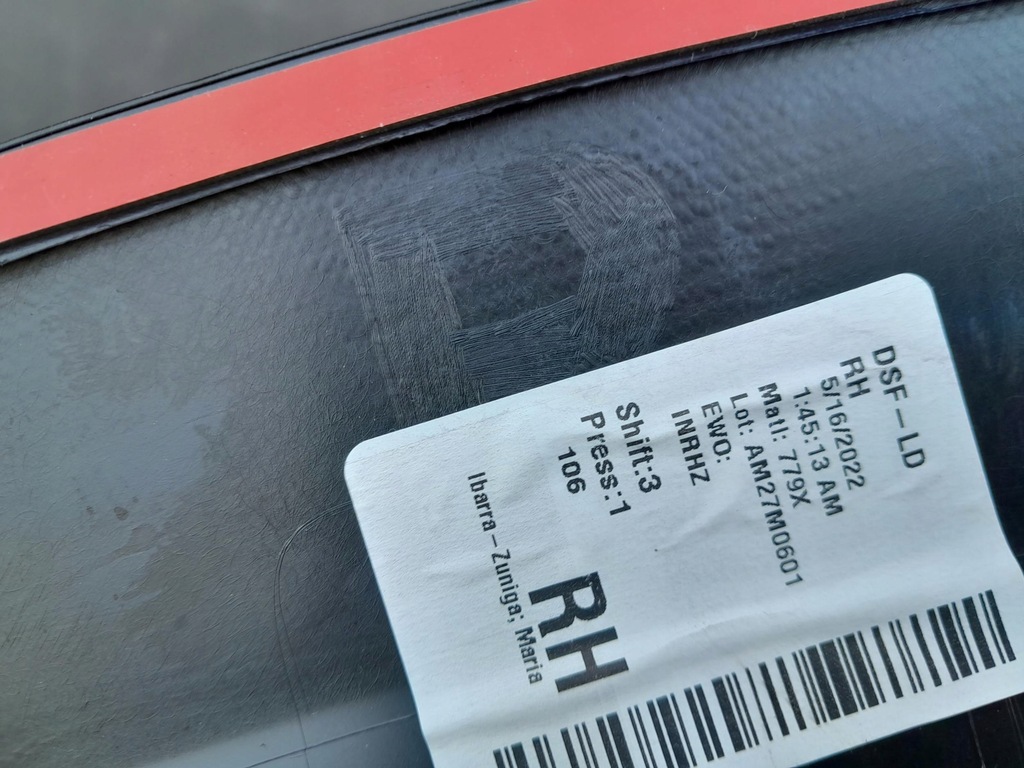 DSF-LD
RH
5/16/2022
1:45:13 AM
Matl: 779X
Lot: AM27M0601
EWO:
INRHZ
Shift:3
Press:1
106
RH
Ibarra-Zuniga; Maria